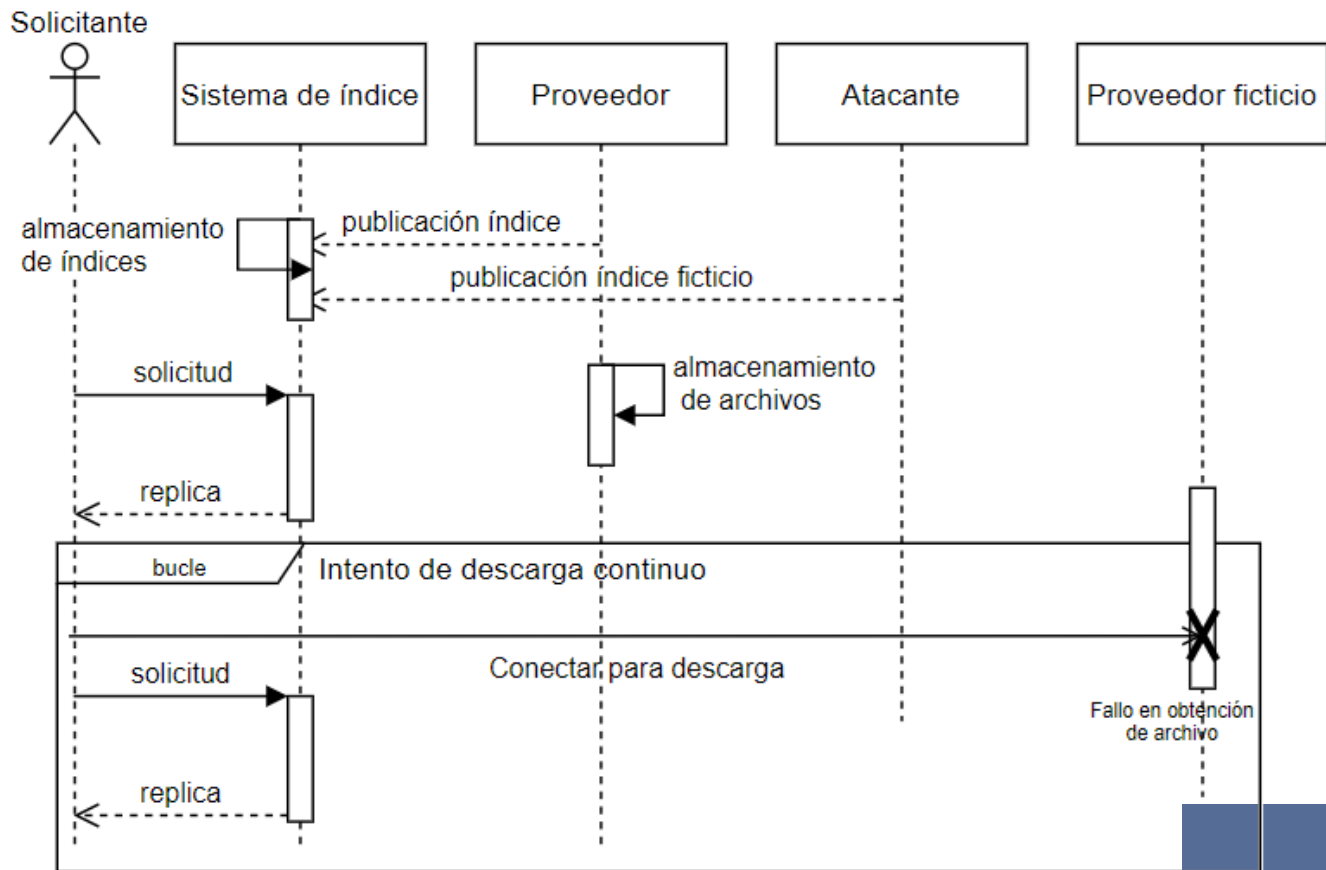 Solicitante
Sistema de índice
Proveedor
Atacante
Proveedor ficticio
almacenamiento
de índices
publicación índice
publicación índice ficticio
solicitud
almacenamiento
de archivos
replica
bucle
Intento de descarga continuo
Conectar para descarga
solicitud
Fallo en obtención
de archivo
replica